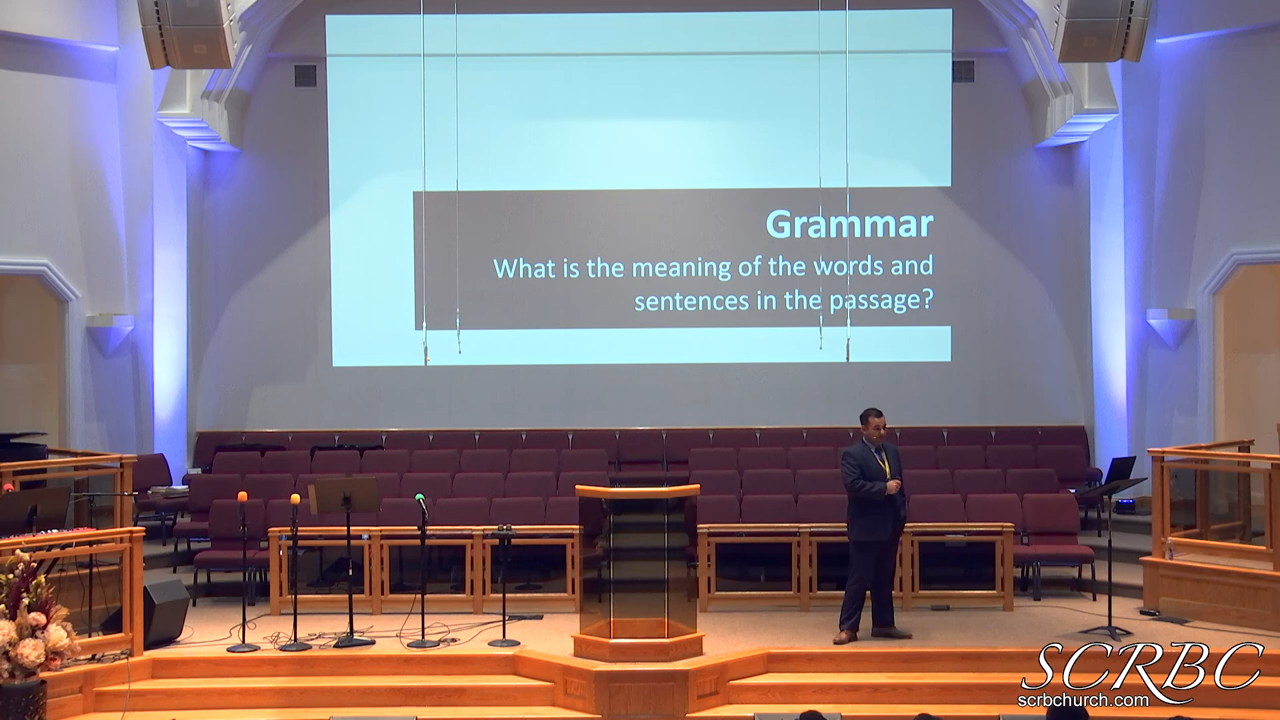 Grammar
What is the meaning of the words and
sentences in the passage?
SCRBC
scrbchurch.com